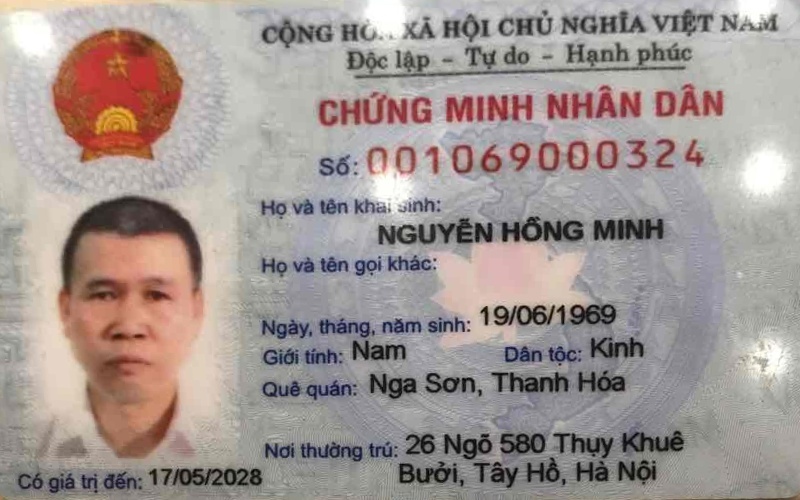 CỘNG HÒA XÃ HỘI CHỦ NGHĨA VIỆT NAM
Độc lập - Tự do - Hạnh phúc
CHỨNG MINH NHÂN DÂN
Số: 001069000324
Họ và tên khai sinh:
NGUYỄN HỒNG MINH
Họ và tên gọi khác:
Ngày, tháng, năm sinh: 19/06/1969
Giới tính: Nam Dân tộc: Kinh
Quê quán: Nga Sơn, Thanh Hóa
Nơi thường trú: 26 Ngõ 580 Thụy Khuê
Bưởi, Tây Hồ, Hà Nội
Có giá trị đến: 17/05/2028